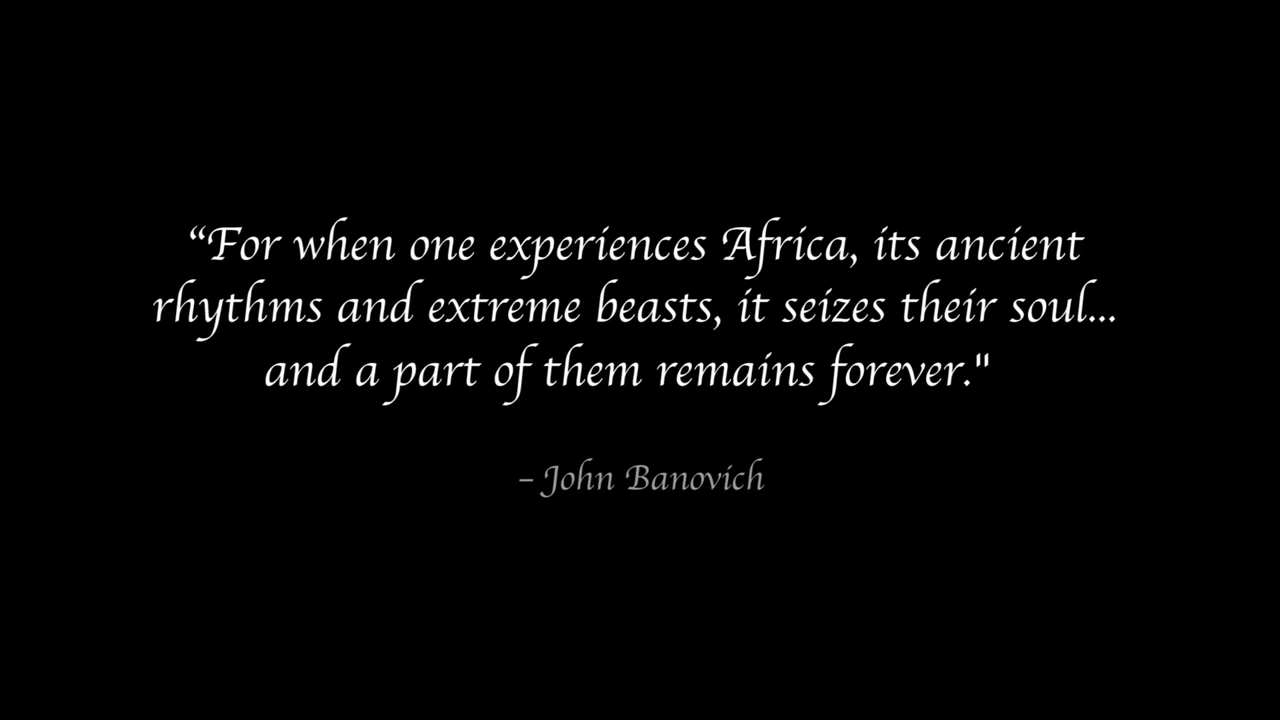 “For when one experiences Africa, its ancient
rhythms and extreme beasts, it seizes their soul...
and a part of them remains forever."
– John Banovich